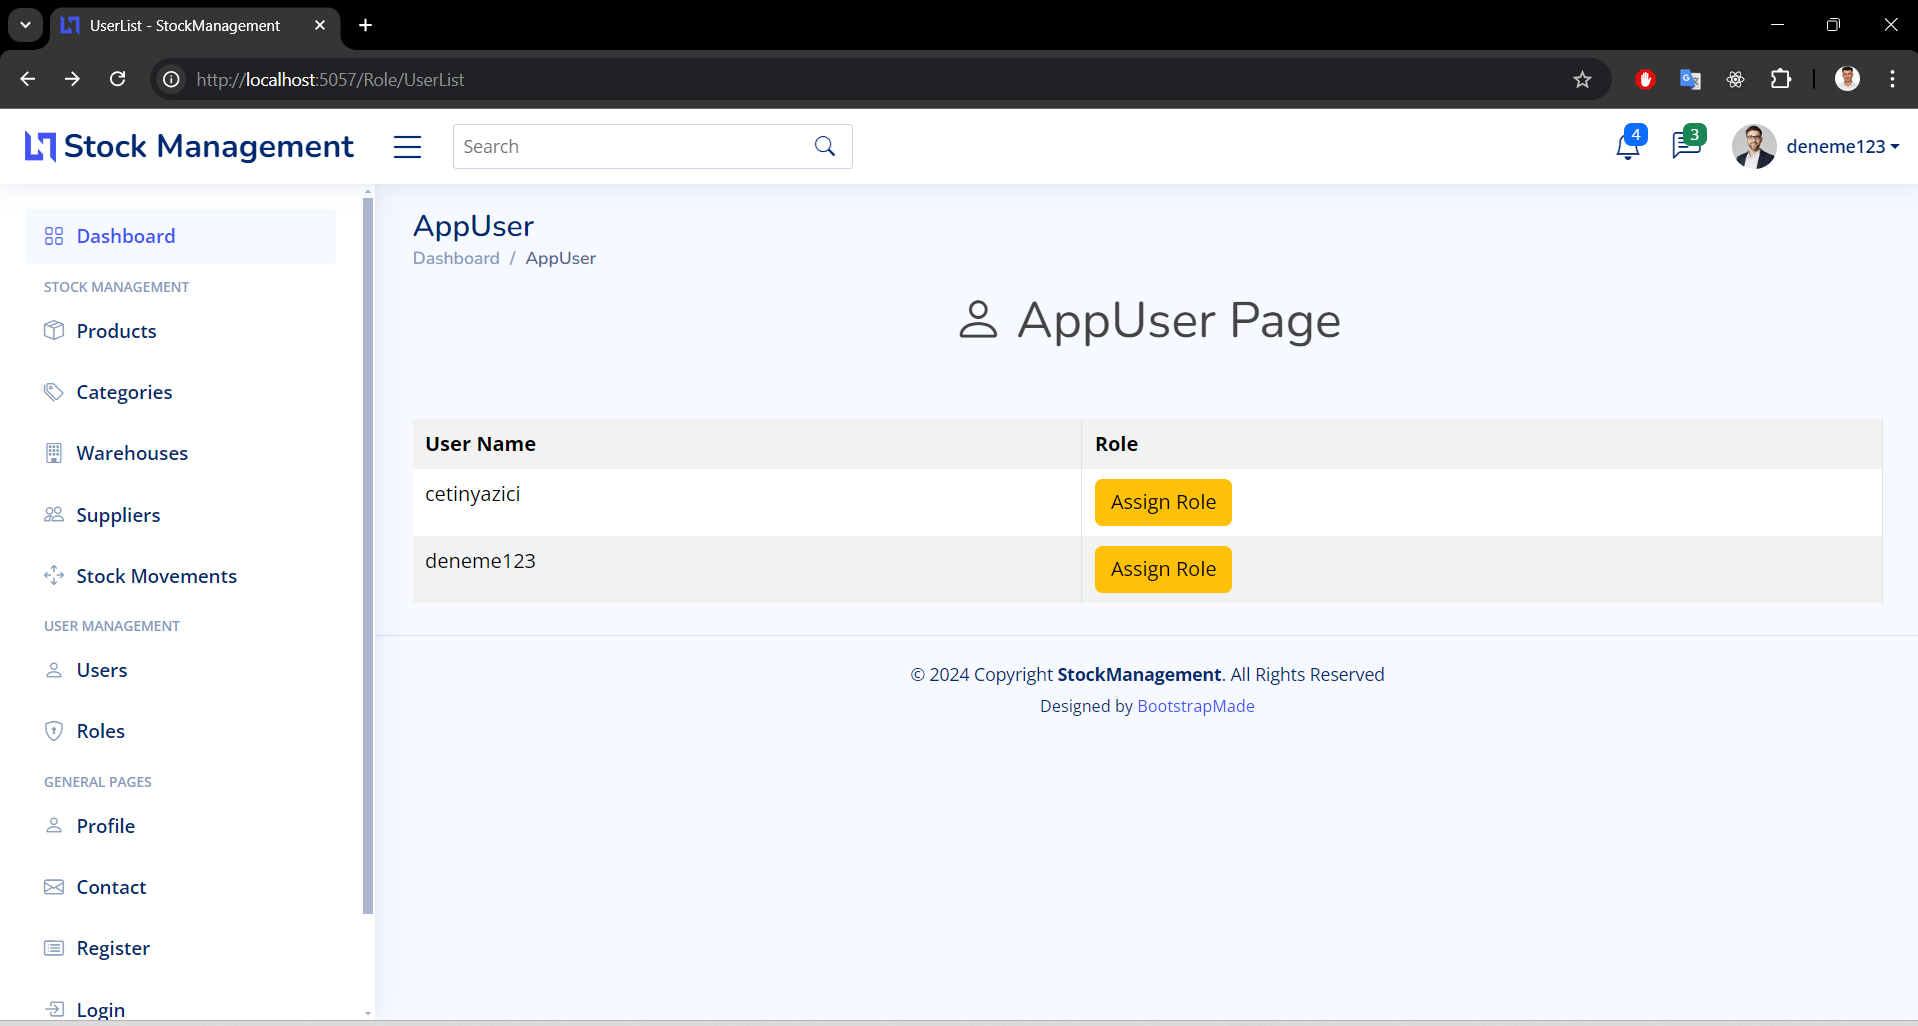 UserList - StockManagement
http://localhost:5057/Role/UserList
Stock Management
Search
4
3
deneme123
Dashboard
STOCK MANAGEMENT
Products
Categories
Warehouses
Suppliers
Stock Movements
USER MANAGEMENT
Users
Roles
GENERAL PAGES
Profile
Contact
Register
Login
AppUser
Dashboard / AppUser
AppUser Page
User Name Role
cetinyazici Assign Role
deneme123 Assign Role
© 2024 Copyright StockManagement. All Rights Reserved
Designed by BootstrapMade